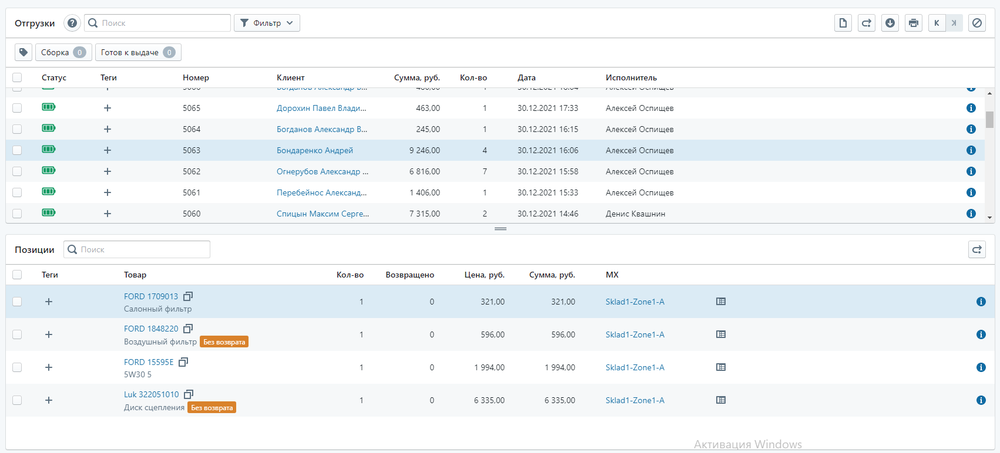 Отгрузки ? Поиск Фильтр
Сборка 0 Готов к выдаче 0
Статус Теги Номер Клиент Сумма, руб. Кол-во Дата Исполнитель
5065 Дорохин Павел Влади... 463,00 1 30.12.2021 17:33 Алексей Оспищев
5064 Богданов Александр В... 245,00 1 30.12.2021 16:15 Алексей Оспищев
5063 Бондаренко Андрей 9 246,00 4 30.12.2021 16:06 Алексей Оспищев
5062 Огнерубов Александр ... 6 816,00 7 30.12.2021 15:58 Алексей Оспищев
5061 Перебейнос Александ... 1 406,00 1 30.12.2021 15:33 Алексей Оспищев
5060 Спицын Максим Серге... 7 315,00 2 30.12.2021 14:46 Денис Квашнин
Позиции Поиск
Теги Товар Кол-во Возвращено Цена, руб. Сумма, руб. МХ
FORD 1709013
Салонный фильтр
1 0 321,00 321,00 Sklad1-Zone1-A
FORD 1848220
Воздушный фильтр Без возврата
1 0 596,00 596,00 Sklad1-Zone1-A
FORD 15595E
5W30 5
1 0 1 994,00 1 994,00 Sklad1-Zone1-A
Luk 322051010
Диск сцепления Без возврата
1 0 6 335,00 6 335,00 Sklad1-Zone1-A
Активация Windows